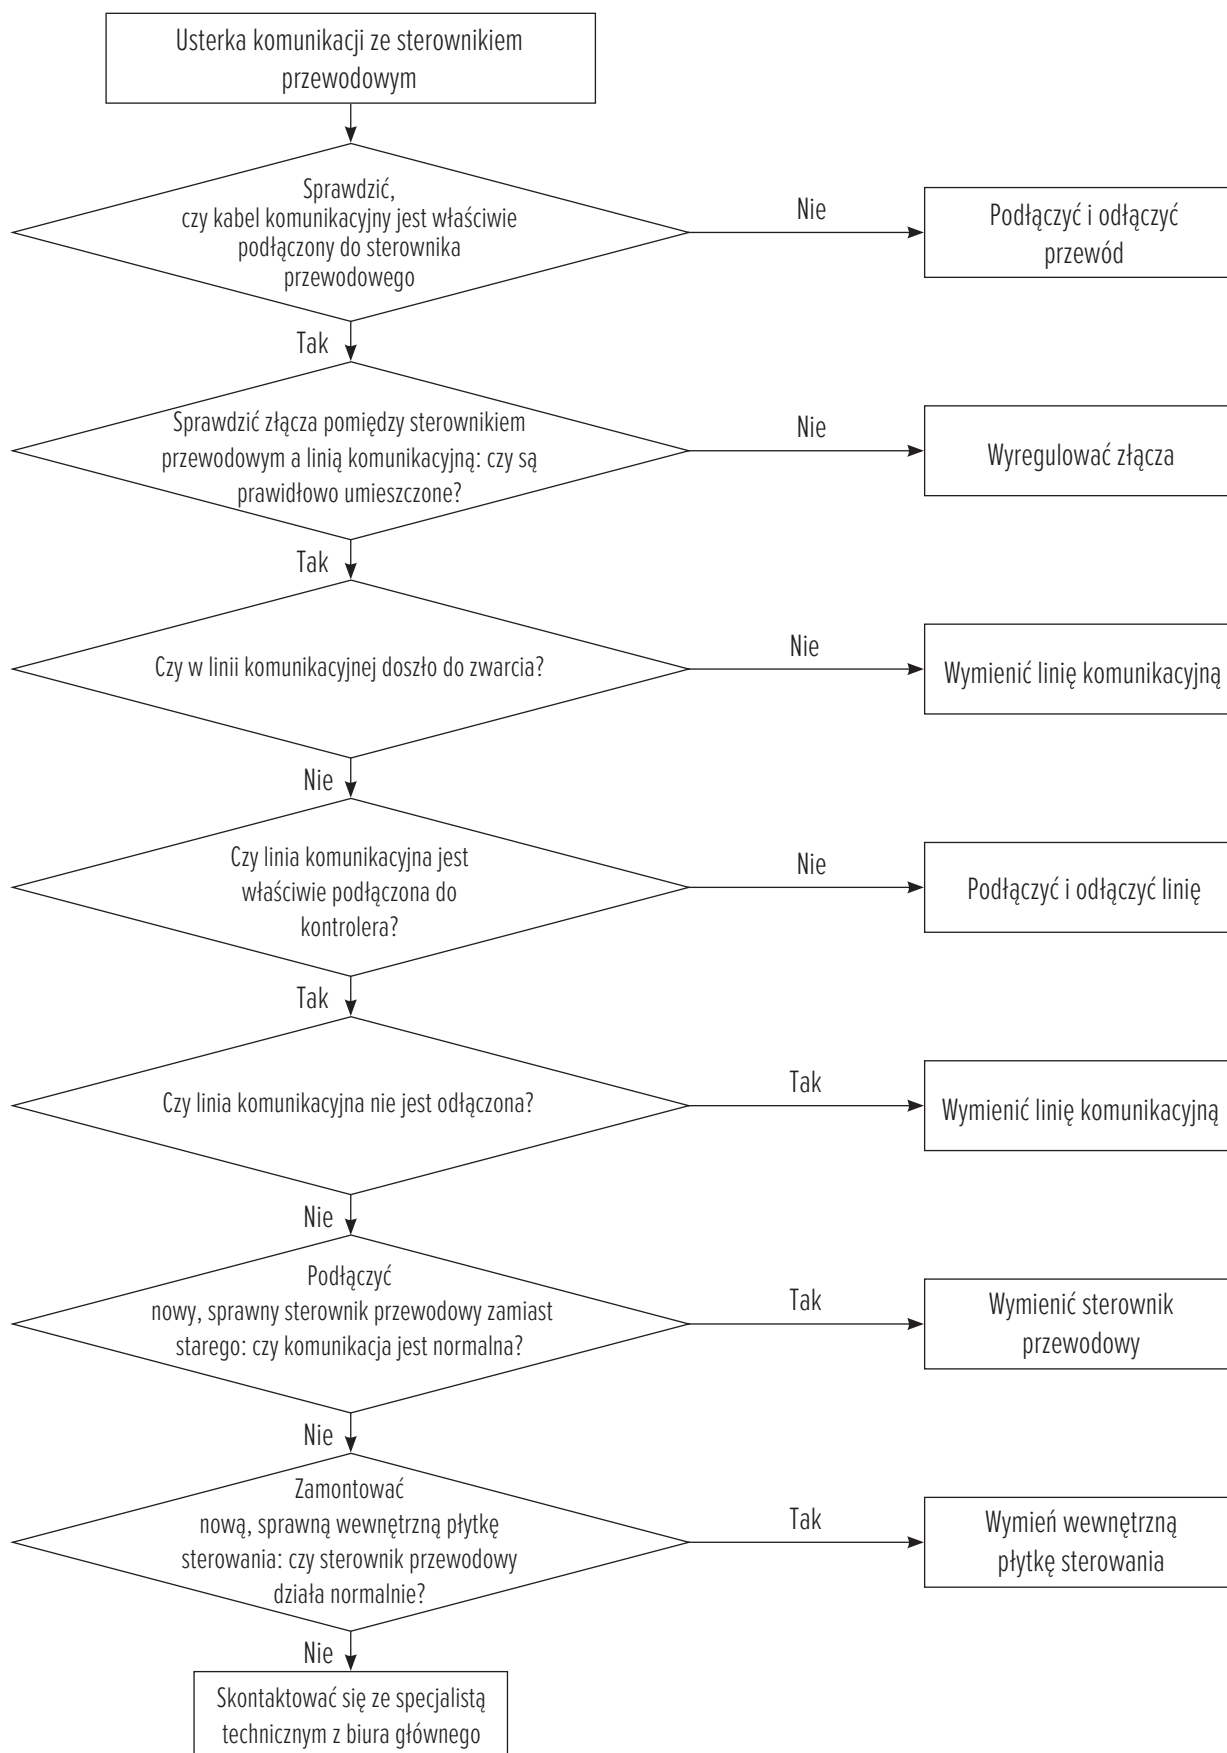 Usterka komunikacji ze sterownikiem
przewodowym
Sprawdzić,
czy kabel komunikacyjny jest właściwie
podłączony do sterownika
przewodowego
Nie
Podłączyć i odłączyć
przewód
Tak
Sprawdzić złącza pomiędzy sterownikiem
przewodowym a linią komunikacyjną: czy są
prawidłowo umieszczone?
Nie
Wyregulować złącza
Tak
Czy w linii komunikacyjnej doszło do zwarcia?
Nie
Wymienić linię komunikacyjną
Nie
Czy linia komunikacyjna jest
właściwie podłączona do
kontrolera?
Nie
Podłączyć i odłączyć linię
Tak
Czy linia komunikacyjna nie jest odłączona?
Tak
Wymienić linię komunikacyjną
Nie
Podłączyć
nowy, sprawny sterownik przewodowy zamiast
starego: czy komunikacja jest normalna?
Tak
Wymienić sterownik
przewodowy
Nie
Zamontować
nową, sprawną wewnętrzną płytkę
sterowania: czy sterownik przewodowy
działa normalnie?
Tak
Wymień wewnętrzną
płytkę sterowania
Nie
Skontaktować się ze specjalistą
technicznym z biura głównego